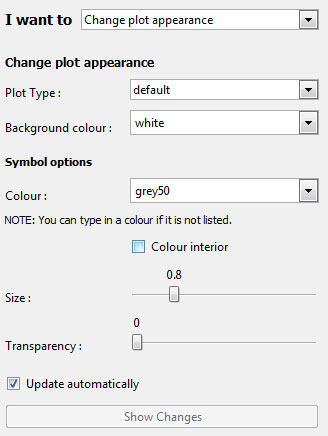 I want to Change plot appearance
Change plot appearance
Plot Type : default
Background colour : white
Symbol options
Colour : grey50
NOTE: You can type in a colour if it is not listed.
Colour interior
0.8
Size :
0
Transparency :
Update automatically
Show Changes